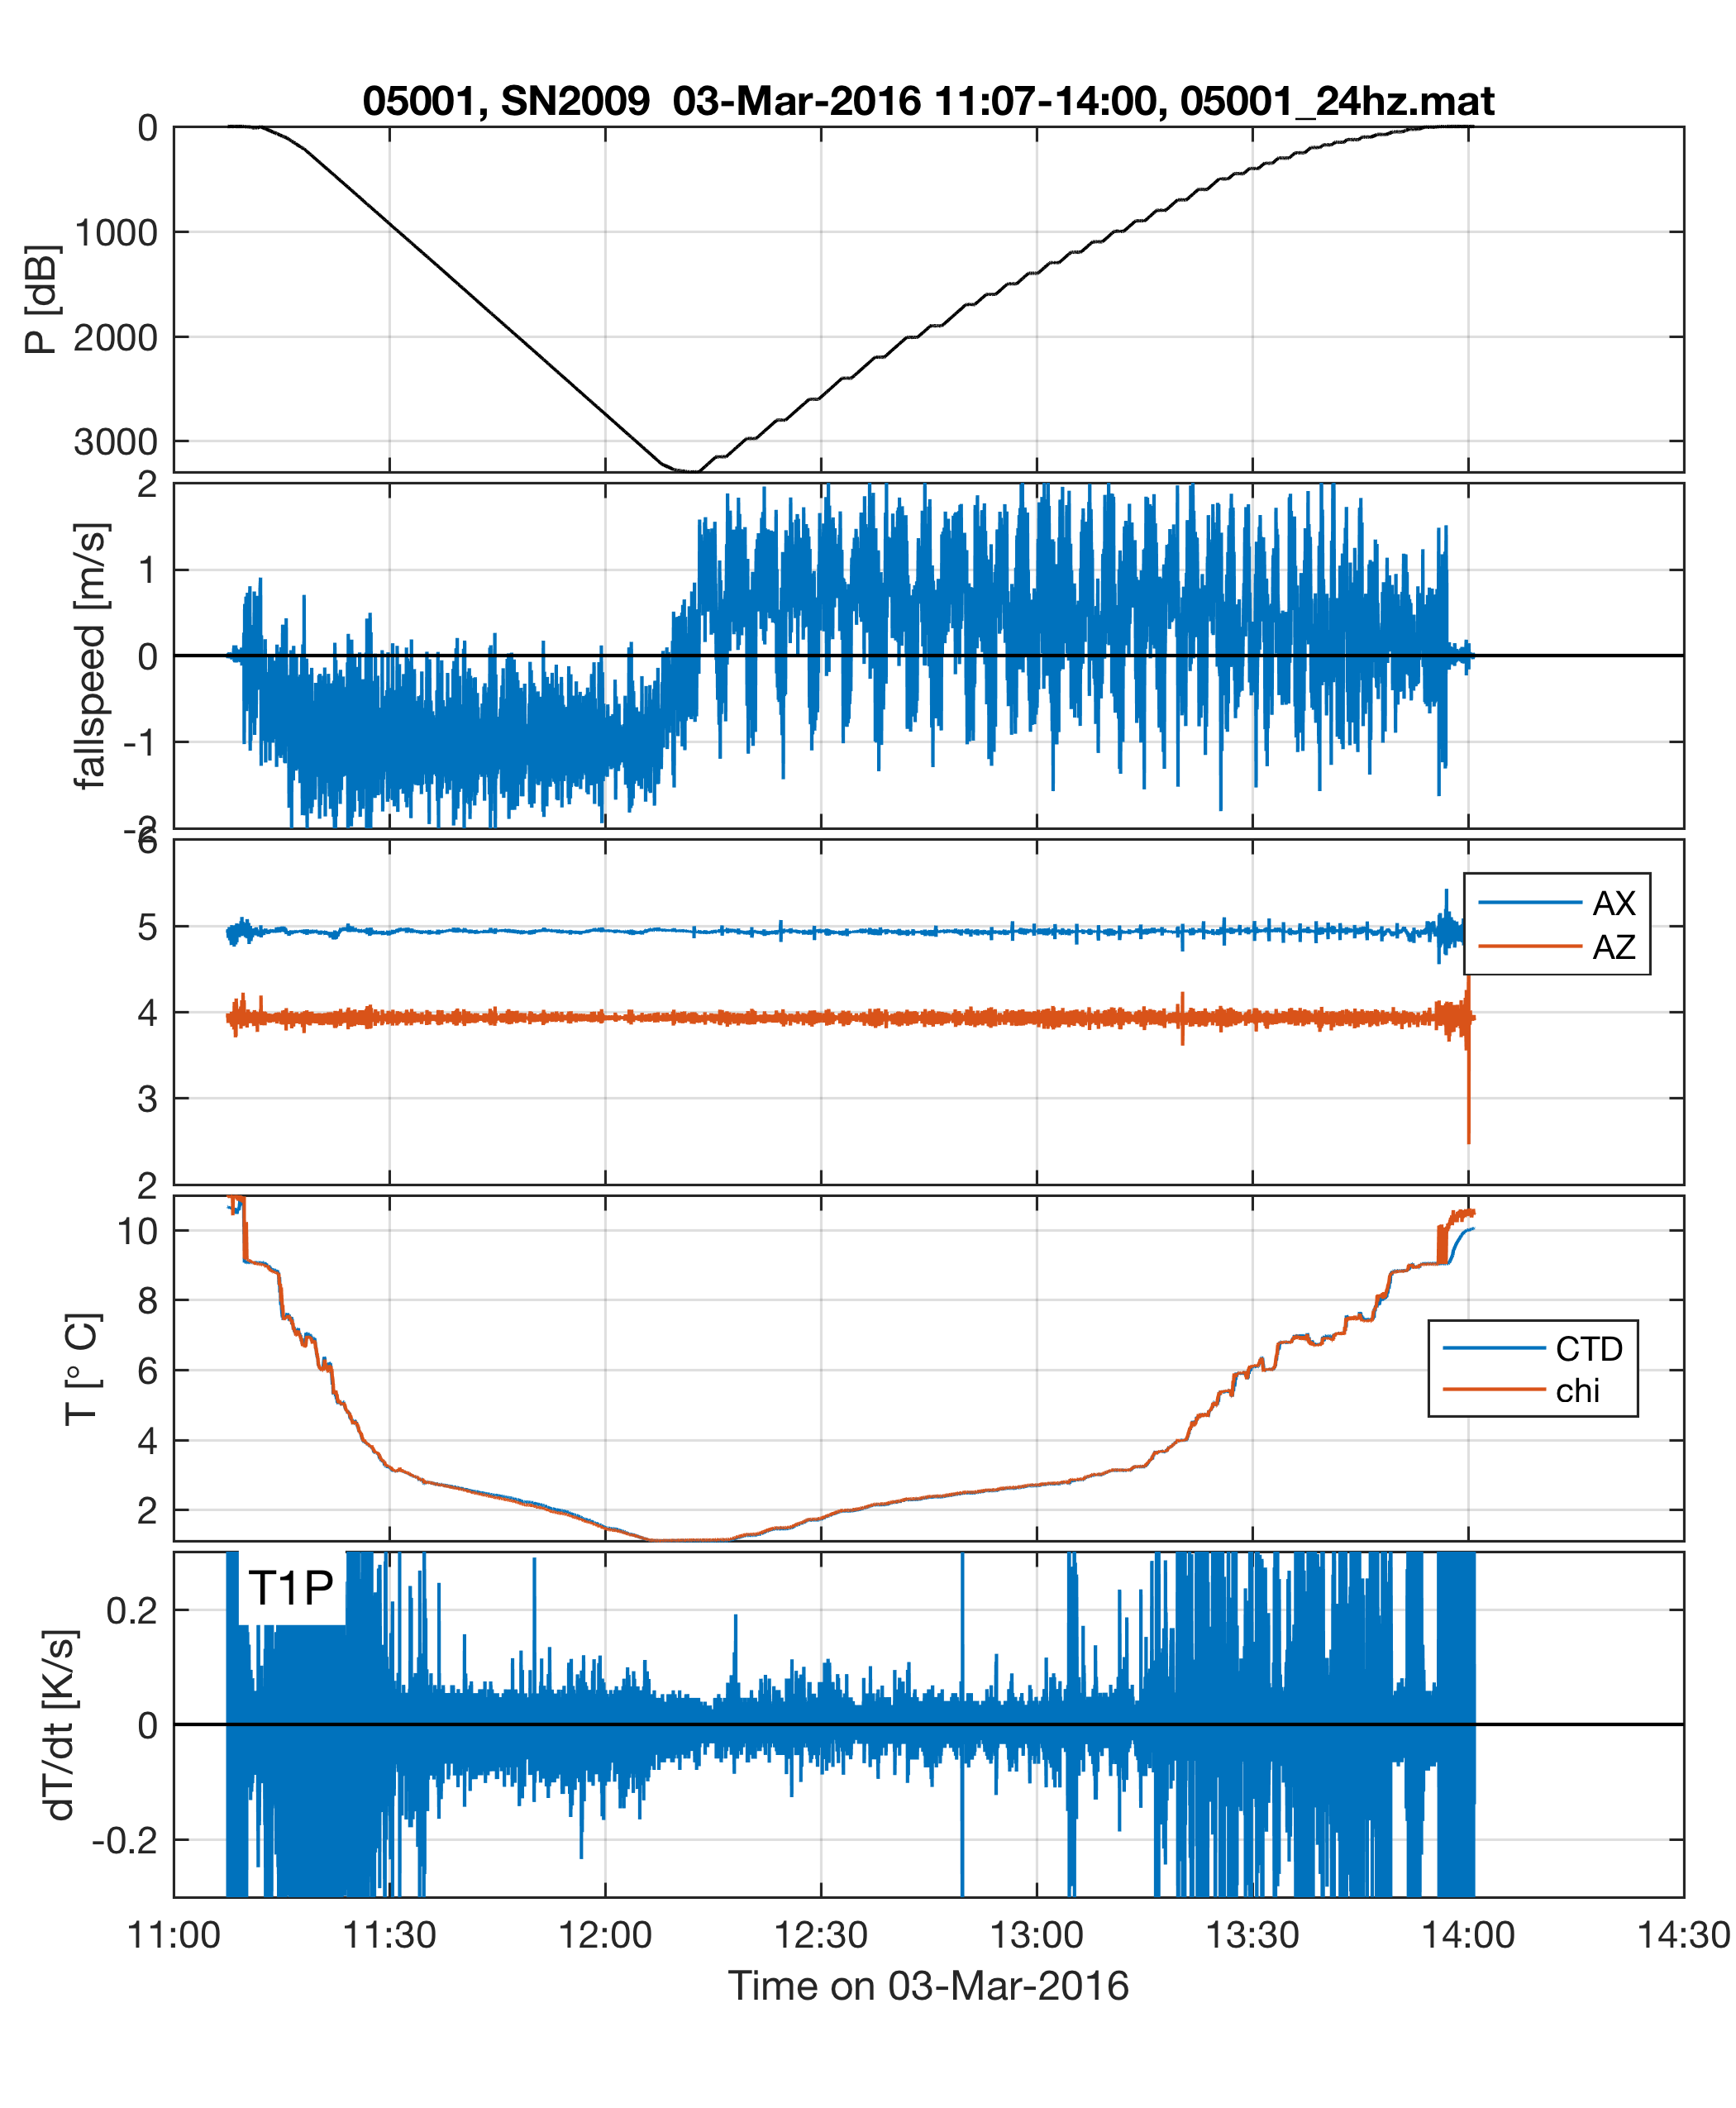 05001, SN2009  03-Mar-2016 11:07-14:00, 05001_24hz.mat
0
1000
2000
3000
P [dB]
2
1
0
-1
-2
fallspeed [m/s]
6
5
4
3
2
AX
AZ
10
8
6
4
2
T [° C]
CTD
chi
T1P
0.2
0
-0.2
dT/dt [K/s]
11:00 11:30 12:00 12:30 13:00 13:30 14:00 14:30
Time on 03-Mar-2016